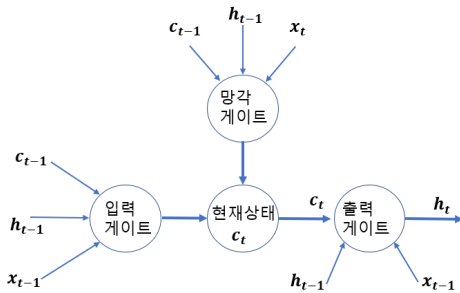 c_{t-1}
h_{t-1}
x_t
망각
게이트
c_{t-1}
h_{t-1}
x_{t-1}
입력
게이트
현재상태
c_t
c_t
출력
게이트
h_t
h_{t-1}
x_{t-1}